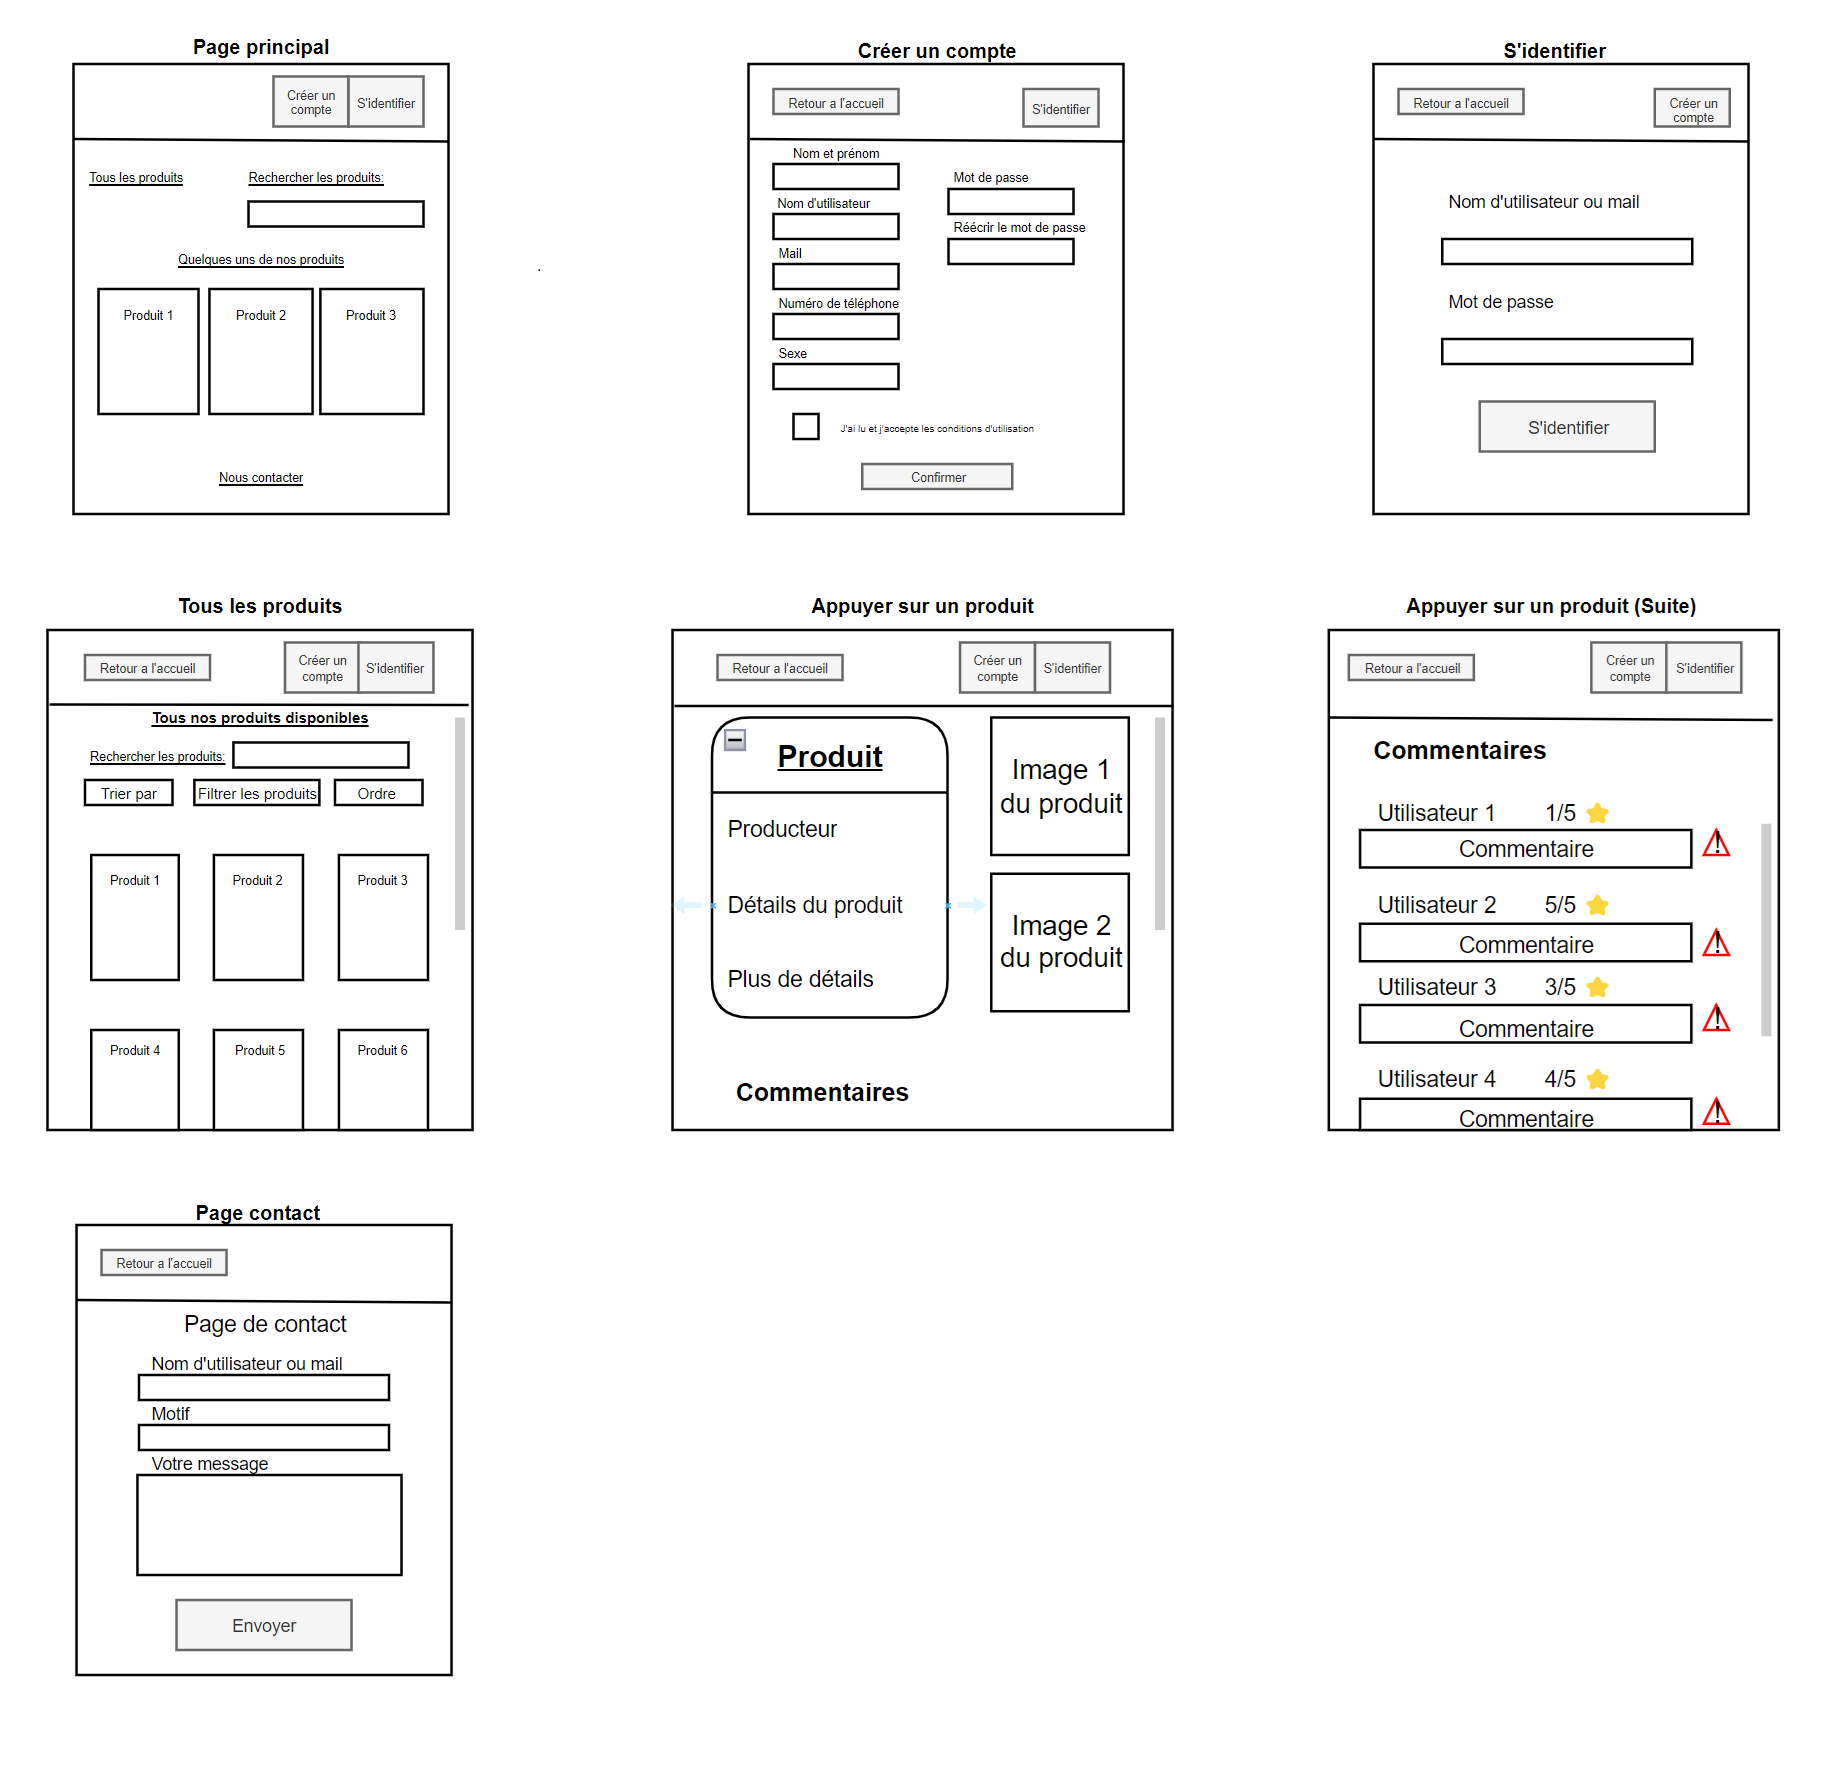 Page principal
Créer un
compte
S'identifier
Tous les produits
Rechercher les produits:
Quelques uns de nos produits
Produit 1
Produit 2
Produit 3
Nous contacter
Créer un compte
Retour a l'accueil
S'identifier
Nom et prénom
Nom d'utilisateur
Mail
Numéro de téléphone
Sexe
Mot de passe
Réécrir le mot de passe
J'ai lu et j'accepte les conditions d'utilisation
Confirmer
S'identifier
Retour a l'accueil
Créer un
compte
Nom d'utilisateur ou mail
Mot de passe
S'identifier
Tous les produits
Retour a l'accueil
Créer un
compte
S'identifier
Tous nos produits disponibles
Rechercher les produits:
Trier par
Filtrer les produits
Ordre
Produit 1
Produit 2
Produit 3
Produit 4
Produit 5
Produit 6
Appuyer sur un produit
Retour a l'accueil
Créer un
compte
S'identifier
Produit
Producteur
Détails du produit
Plus de détails
Image 1
du produit
Image 2
du produit
Commentaires
Appuyer sur un produit (Suite)
Retour a l'accueil
Créer un
compte
S'identifier
Commentaires
Utilisateur 1 1/5
Commentaire
Utilisateur 2 5/5
Commentaire
Utilisateur 3 3/5
Commentaire
Utilisateur 4 4/5
Commentaire
Page contact
Retour a l'accueil
Page de contact
Nom d'utilisateur ou mail
Motif
Votre message
Envoyer